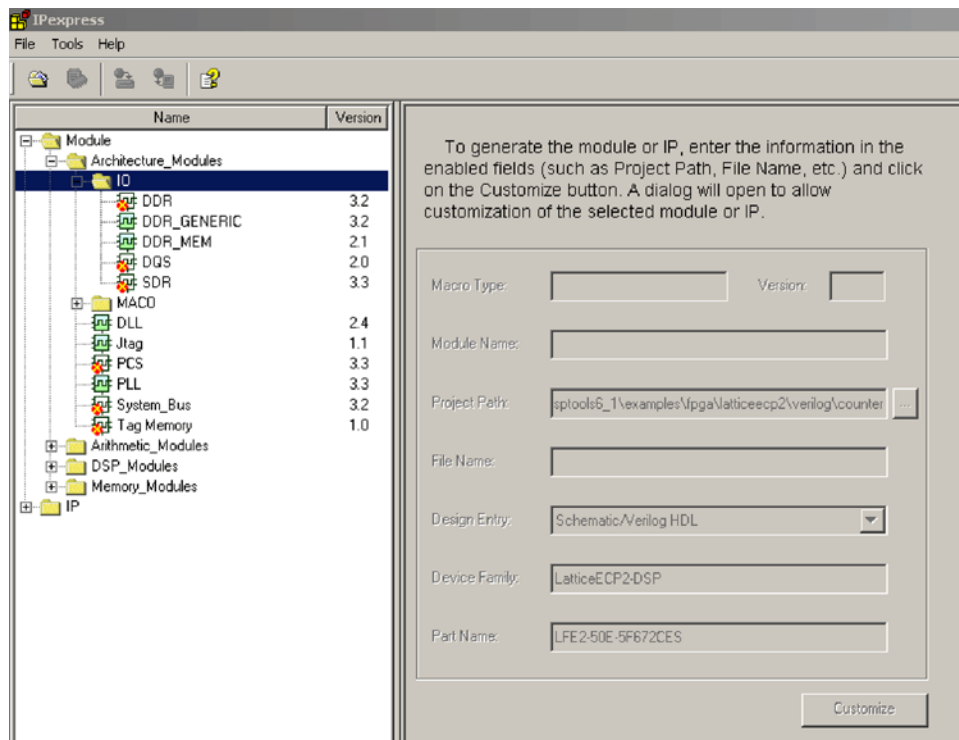 IPexpress
File Tools Help
Name Version
Module
Architecture_Modules
IO
DDR 3.2
DDR_GENERIC 3.2
DDR_MEM 2.1
DQS 2.0
SDR 3.3
MACO
DLL 2.4
Jtag 1.1
PCS 3.3
PLL 3.3
System_Bus 3.2
Tag Memory 1.0
Arithmetic_Modules
DSP_Modules
Memory_Modules
IP
To generate the module or IP, enter the information in the
enabled fields (such as Project Path, File Name, etc.) and click
on the Customize button. A dialog will open to allow
customization of the selected module or IP.
Macro Type: Version:
Module Name:
Project Path: sptools6_1\examples\fpga\latticeecp2\verilog\counter ...
File Name:
Design Entry: Schematic/Verilog HDL
Device Family: LatticeECP2-DSP
Part Name: LFE2-50E-5F672CES
Customize